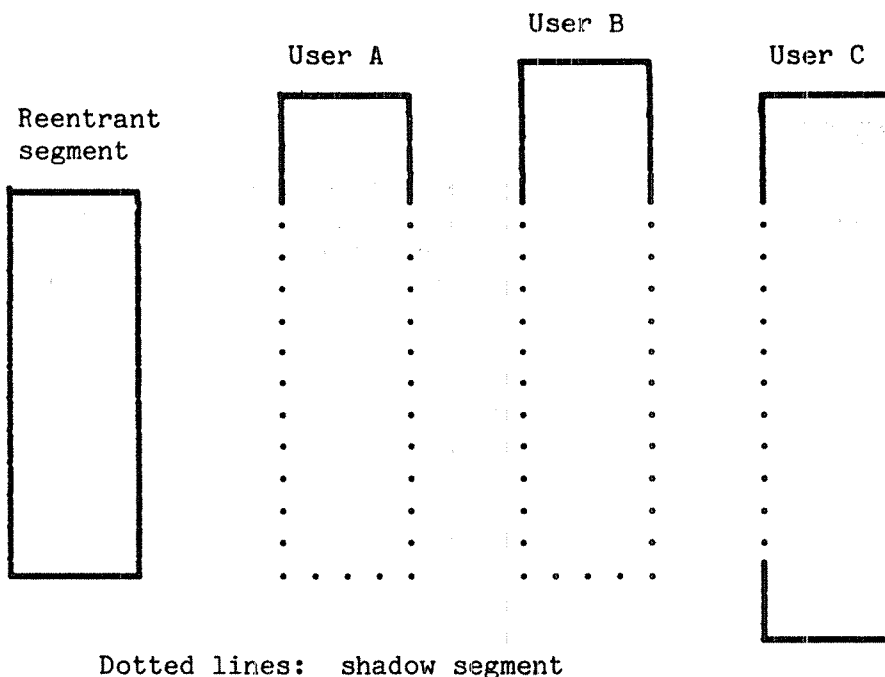 User B
User A
User C
Reentrant
segment
Dotted lines: shadow segment